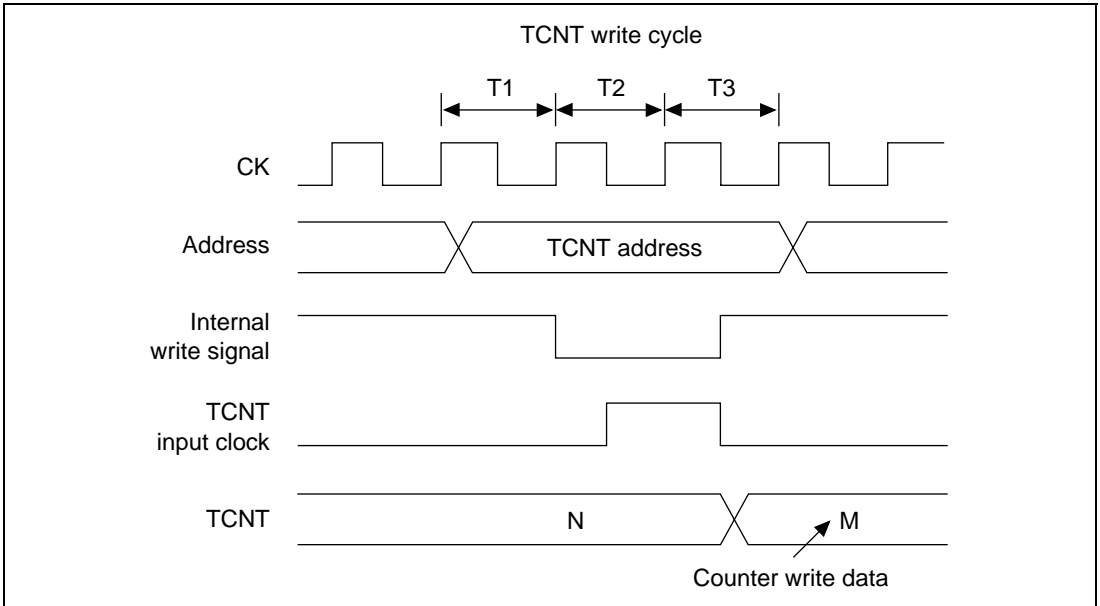 TCNT write cycle
T1 T2 T3
CK
Address
TCNT address
Internal
write signal
TCNT
input clock
TCNT
N
M
Counter write data